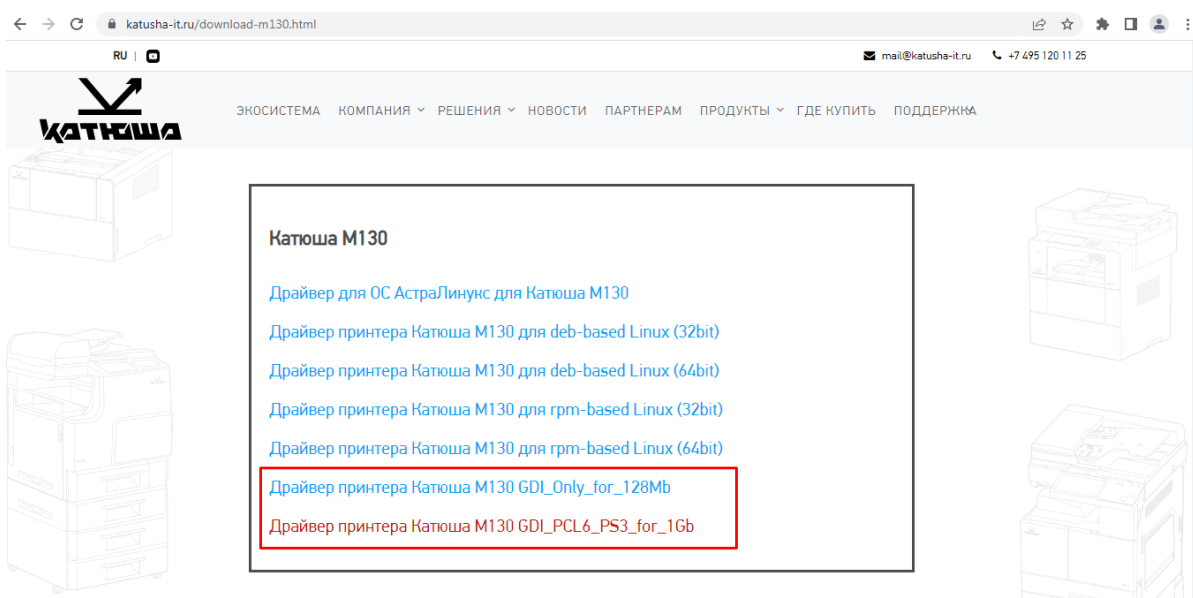 katusha-it.ru/download-m130.html
RU |
mail@katusha-it.ru +7 495 120 11 25
катюша
ЭКОСИСТЕМА КОМПАНИЯ РЕШЕНИЯ НОВОСТИ ПАРТНЕРАМ ПРОДУКТЫ ГДЕ КУПИТЬ ПОДДЕРЖКА
Катюша М130
Драйвер для ОС АстраЛинукс для Катюша М130
Драйвер принтера Катюша М130 для deb-based Linux (32bit)
Драйвер принтера Катюша М130 для deb-based Linux (64bit)
Драйвер принтера Катюша М130 для rpm-based Linux (32bit)
Драйвер принтера Катюша М130 для rpm-based Linux (64bit)
Драйвер принтера Катюша М130 GDI_Only_for_128Mb
Драйвер принтера Катюша М130 GDI_PCL6_PS3_for_1Gb